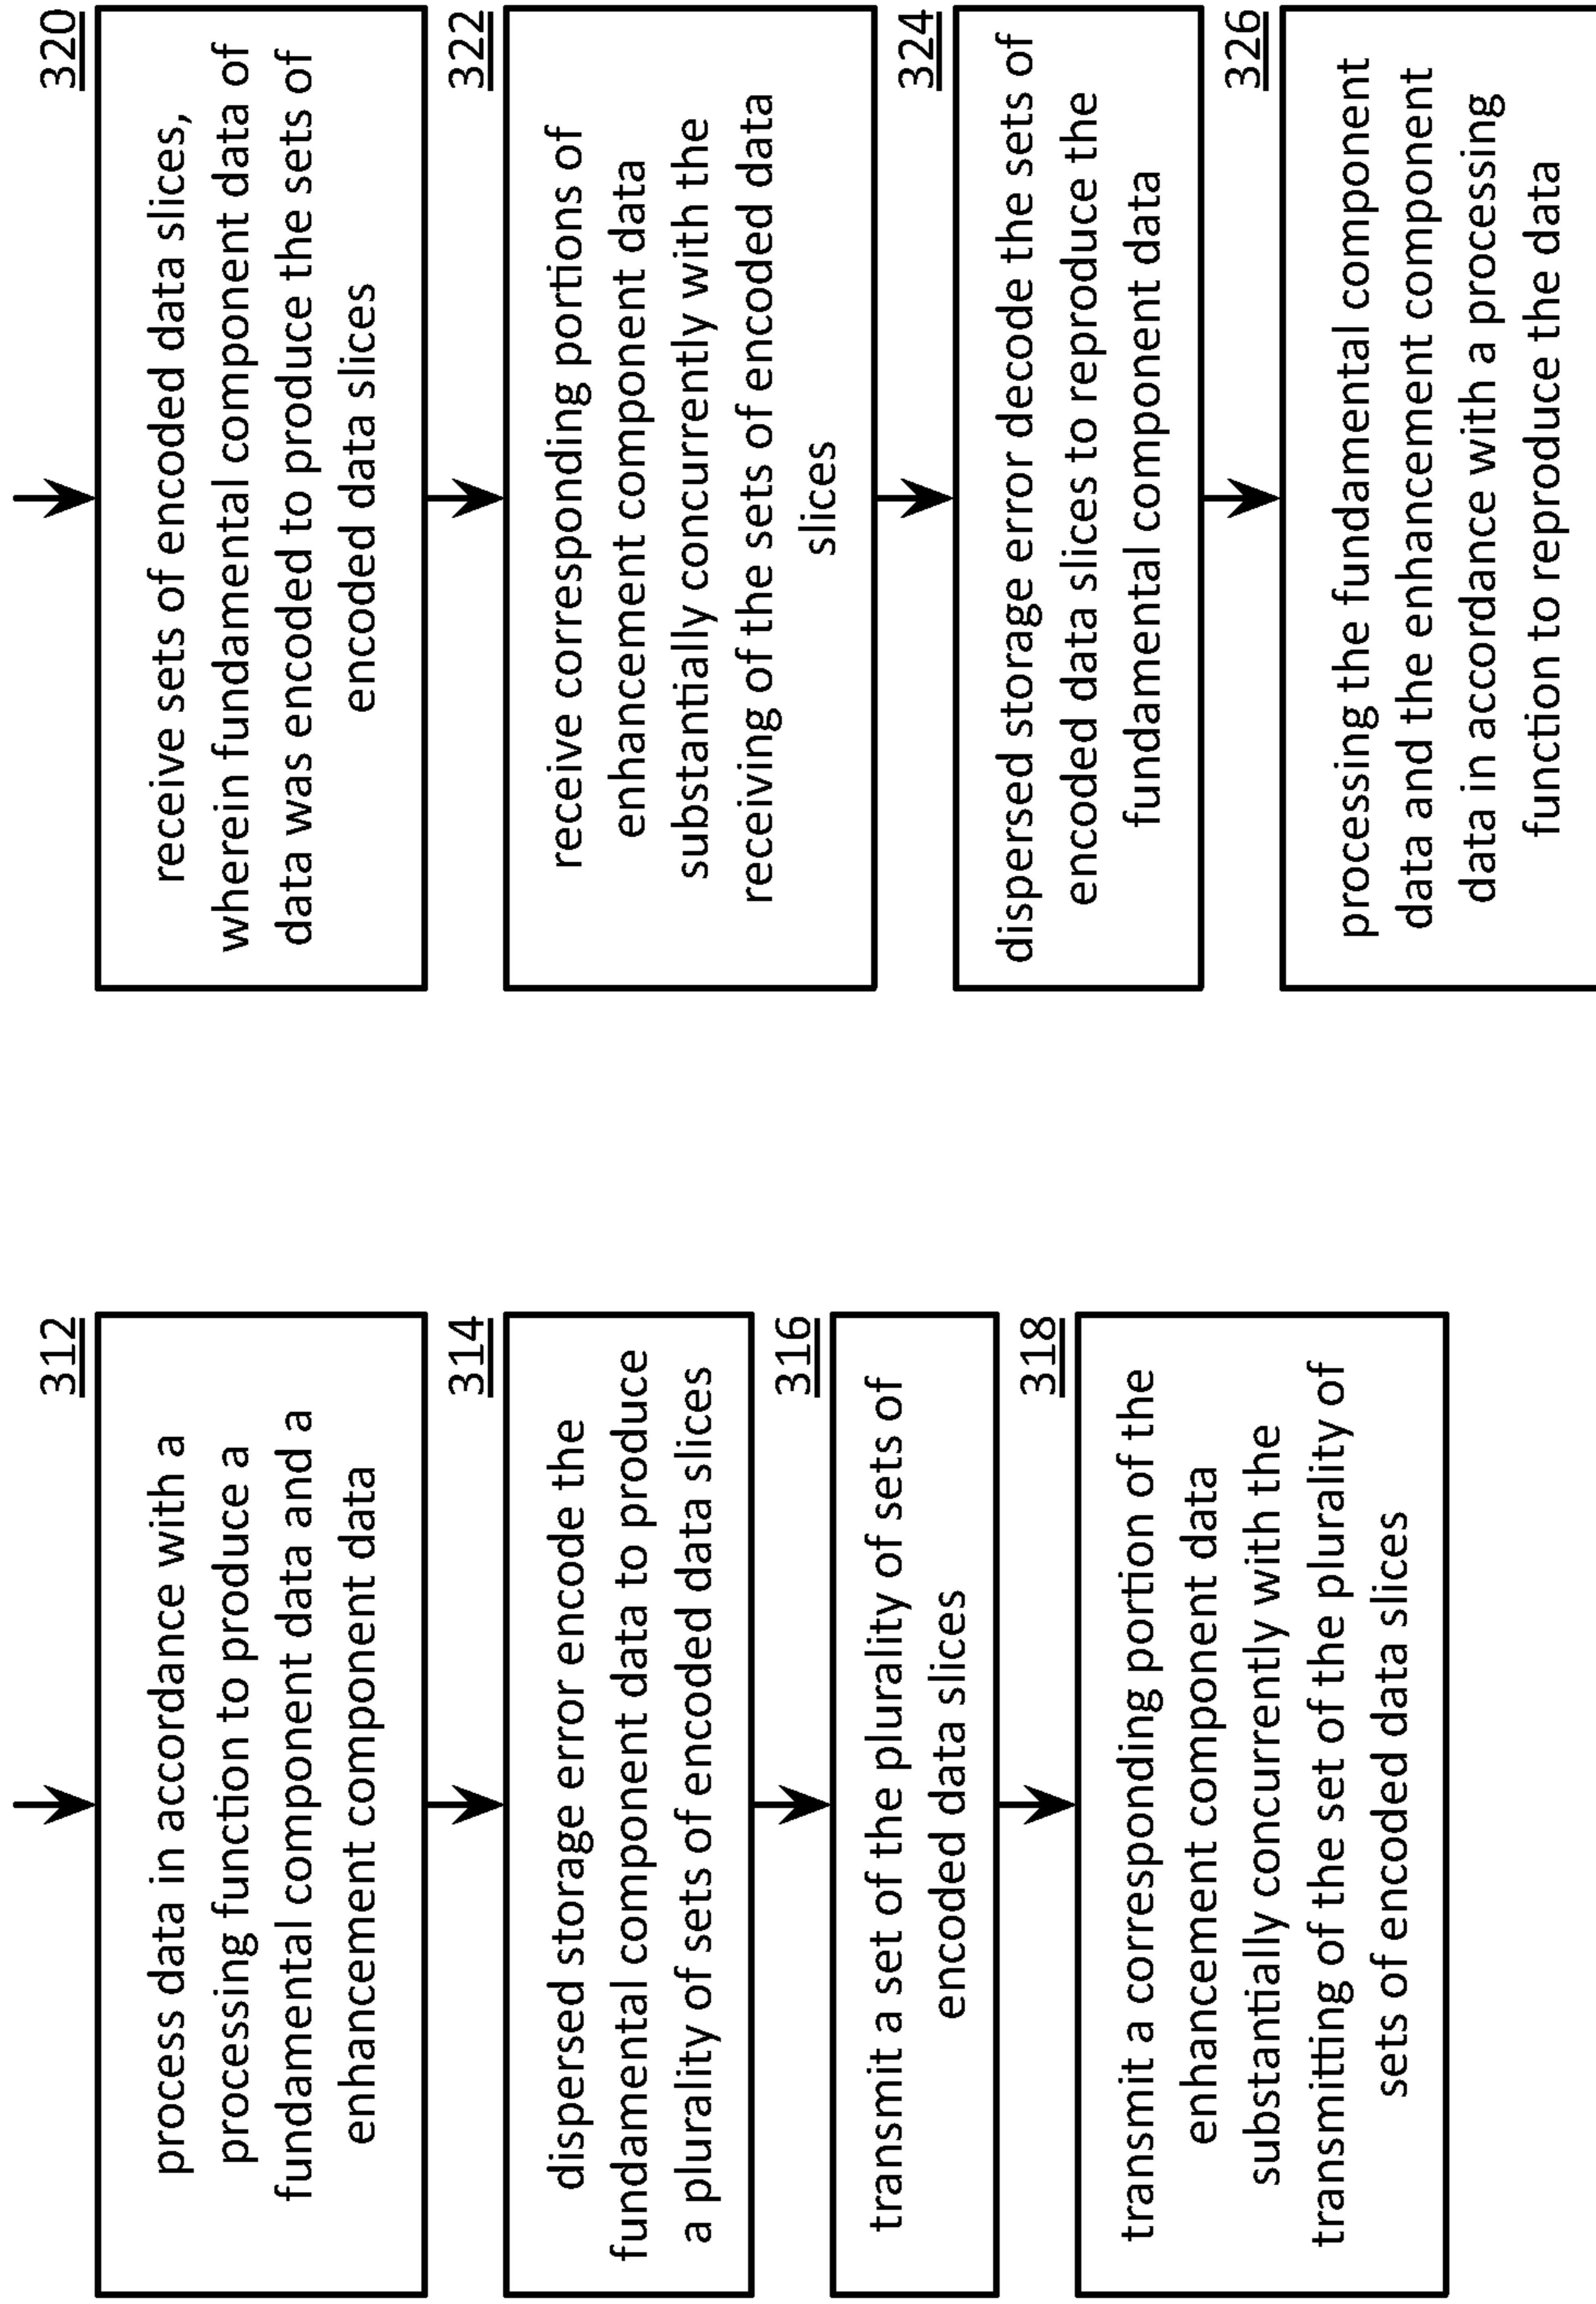 312
process data in accordance with a
processing function to produce a
fundamental component data and a
enhancement component data
314
dispersed storage error encode the
fundamental component data to produce
a plurality of sets of encoded data slices
316
transmit a set of the plurality of sets of
encoded data slices
318
transmit a corresponding portion of the
enhancement component data
substantially concurrently with the
transmitting of the set of the plurality of
sets of encoded data slices
320
receive sets of encoded data slices,
wherein fundamental component data of
data was encoded to produce the sets of
encoded data slices
322
receive corresponding portions of
enhancement component data
substantially concurrently with the
receiving of the sets of encoded data
slices
324
dispersed storage error decode the sets of
encoded data slices to reproduce the
fundamental component data
326
processing the fundamental component
data and the enhancement component
data in accordance with a processing
function to reproduce the data